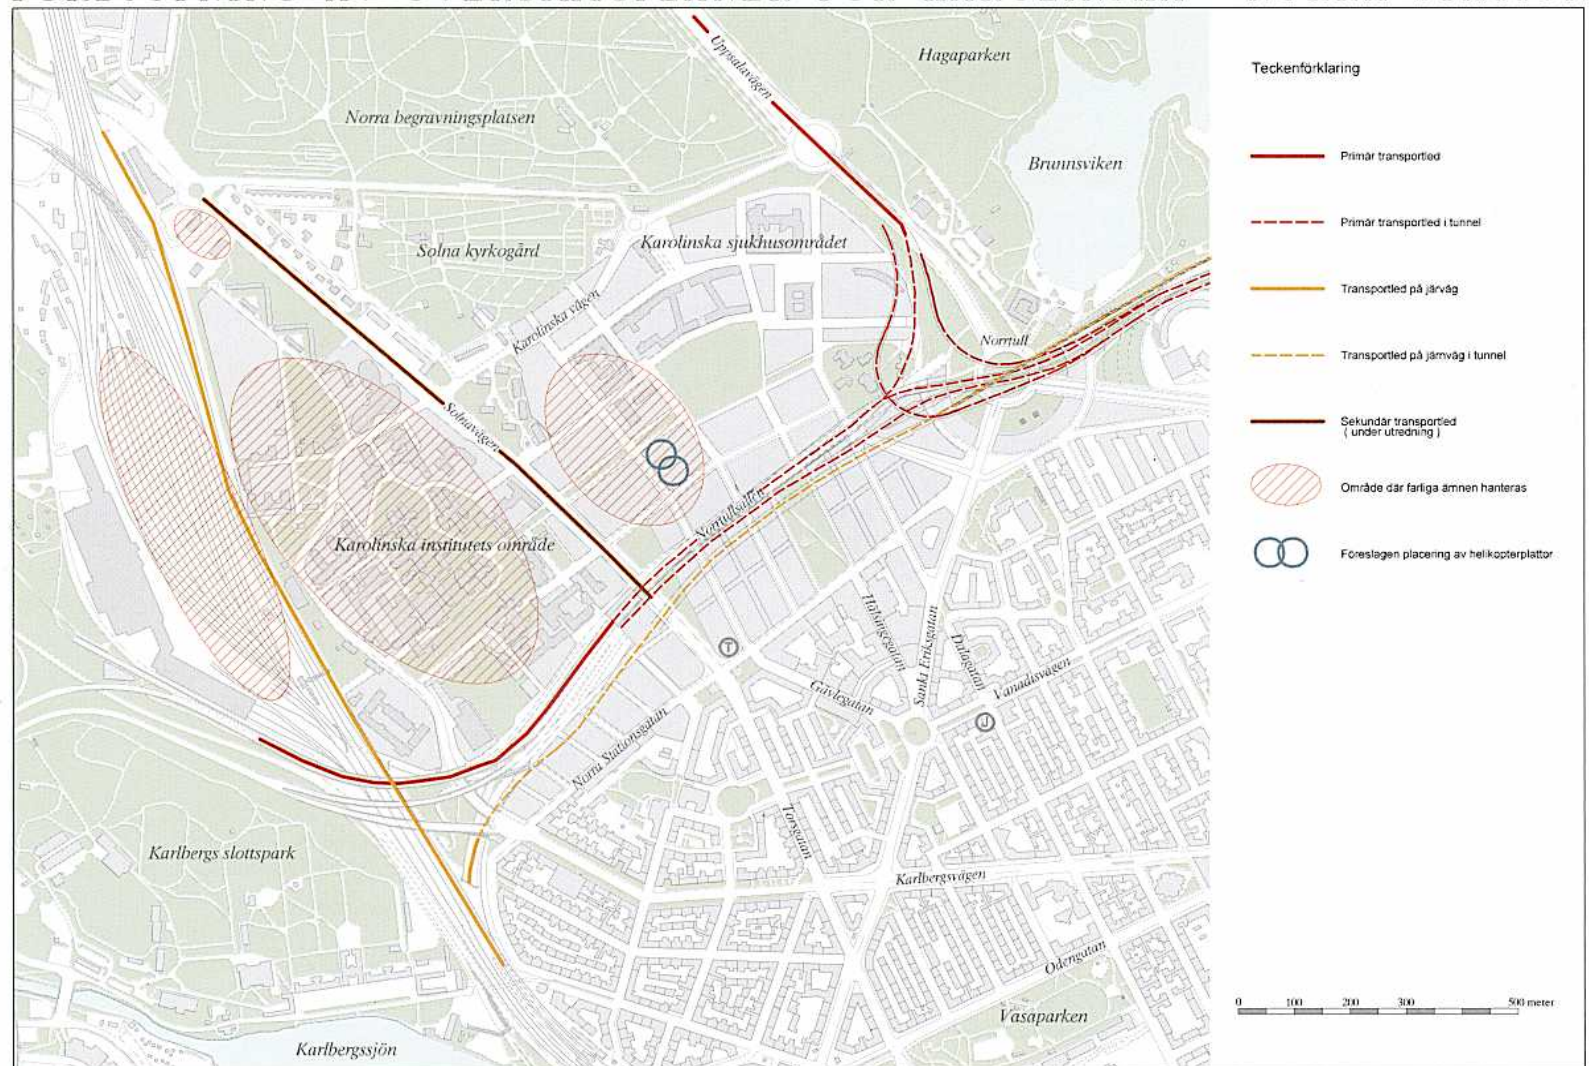 Uppsalavägen
Hagaparken
Norra begravningsplatsen
Brunnsviken
Solna kyrkogård
Karolinska sjukhusområdet
Karolinska vägen
Norrtull
Solnavägen
Norrtullsallén
Karolinska institutets område
Hälsingegatan
Sankt Eriksgatan
Dalagatan
Vanadisvägen
T
Gävlegatan
J
Norra Stationsgatan
Torsgatan
Karlbergs slottspark
Karlbergsvägen
Odengatan
Vasaparken
Karlbergssjön
Teckenförklaring
Primär transportled
Primär transportled i tunnel
Transportled på järväg
Transportled på järnväg i tunnel
Sekundär transportled
( under utredning )
Område där farliga ämnen hanteras
Föreslagen placering av helikopterplattor
0 100 200 300 500 meter